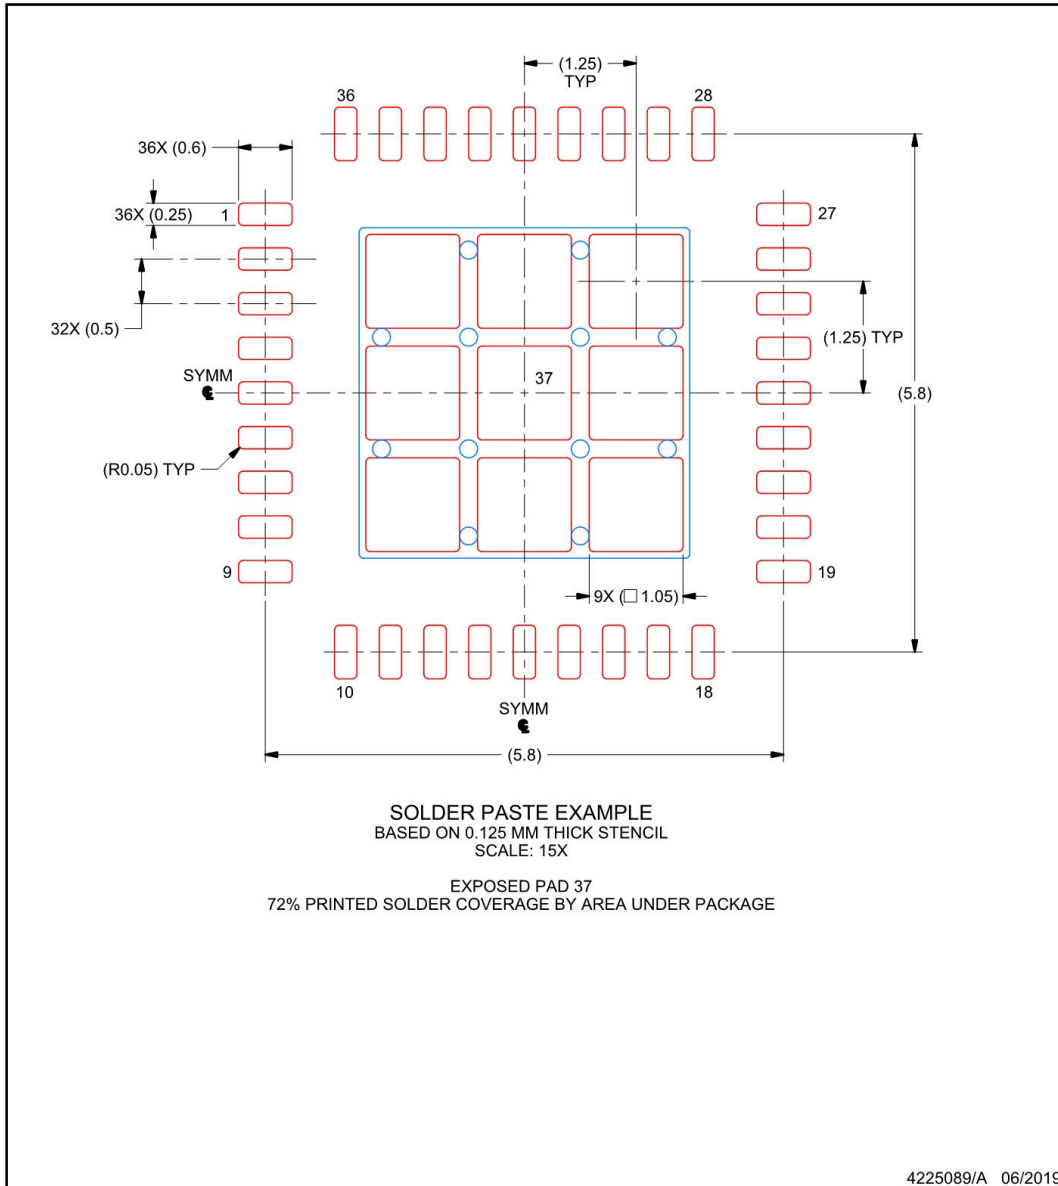 (1.25)
TYP
36
28
36X (0.6)
36X (0.25)
1
27
32X (0.5)
(1.25) TYP
SYMM
37
(5.8)
(R0.05) TYP
9
19
9X (□ 1.05)
10
18
SYMM
(5.8)
SOLDER PASTE EXAMPLE
BASED ON 0.125 MM THICK STENCIL
SCALE: 15X
EXPOSED PAD 37
72% PRINTED SOLDER COVERAGE BY AREA UNDER PACKAGE
4225089/A 06/2019